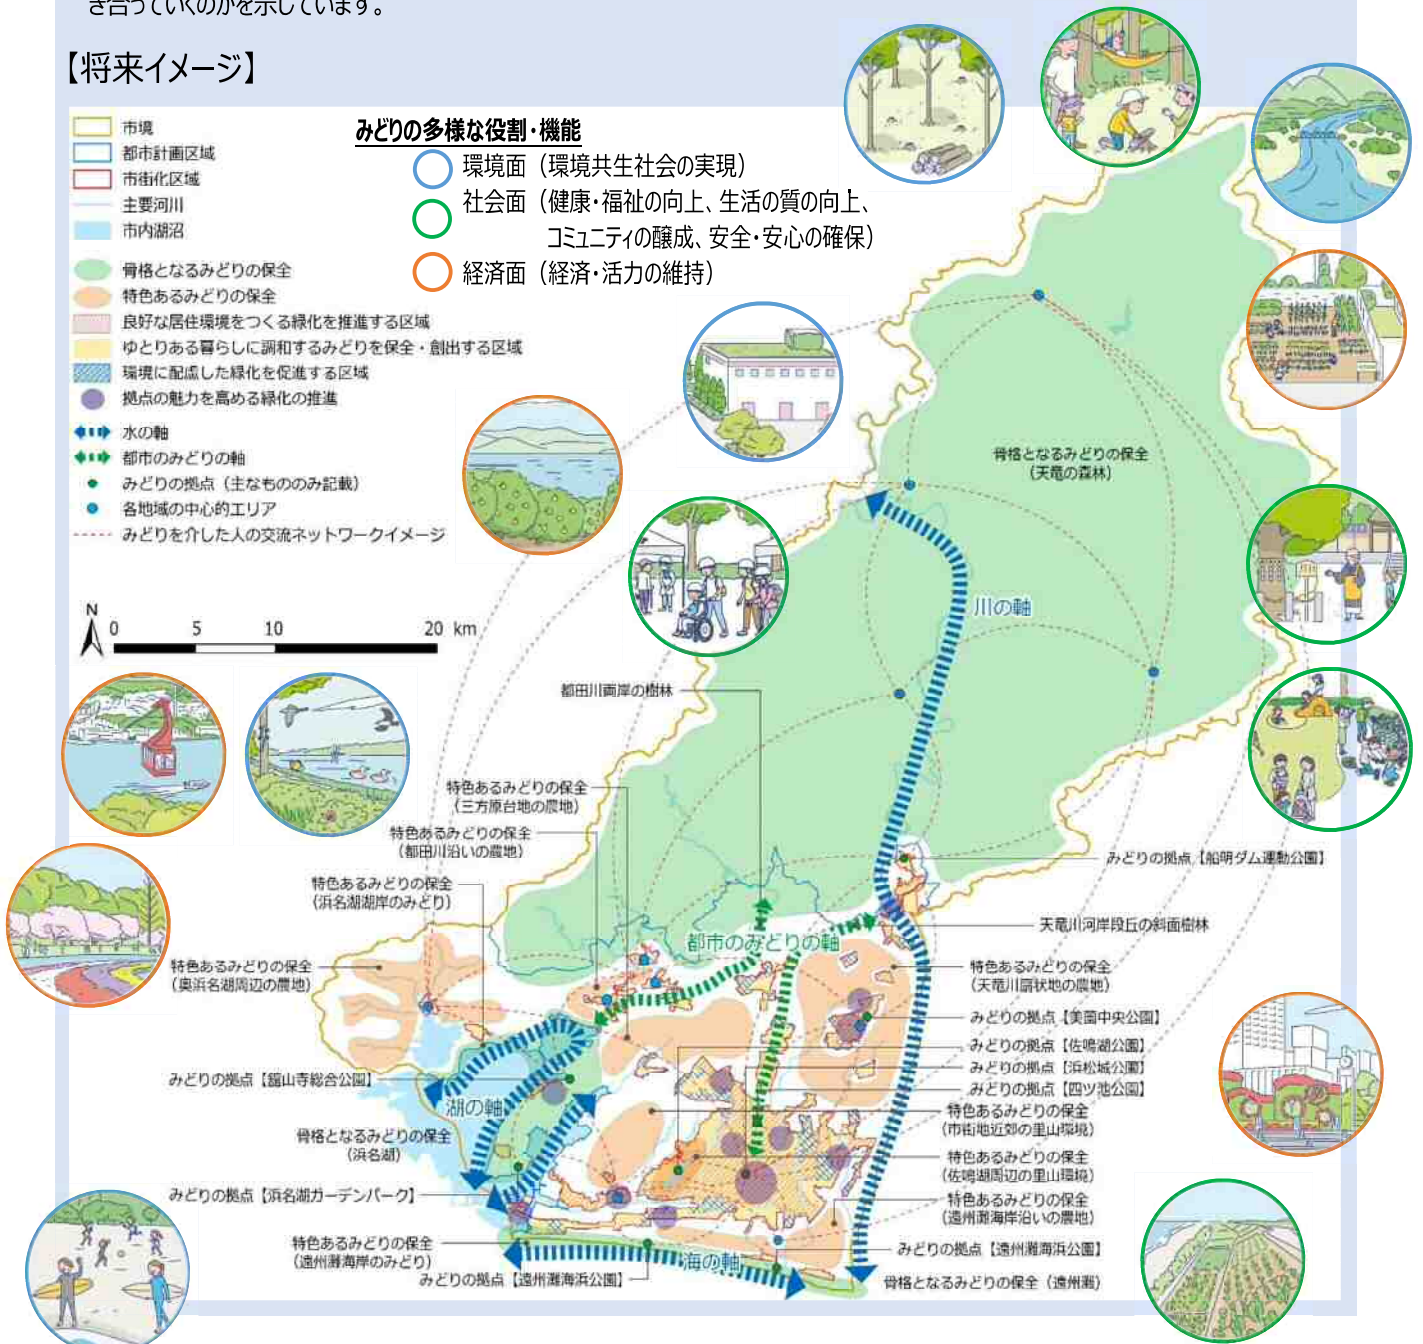 き合っていくのかを示しています。
【将来イメージ】
市境
都市計画区域
市街化区域
主要河川
市内湖沼
骨格となるみどりの保全
特色あるみどりの保全
良好な居住環境をつくる緑化を推進する区域
ゆとりある暮らしに調和するみどりを保全・創出する区域
環境に配慮した緑化を促進する区域
拠点の魅力を高める緑化の推進
水の軸
都市のみどりの軸
みどりの拠点（主なもののみ記載）
各地域の中心的エリア
みどりを介した人の交流ネットワークイメージ
みどりの多様な役割・機能
環境面（環境共生社会の実現）
社会面（健康・福祉の向上、生活の質の向上、
コミュニティの醸成、安全・安心の確保）
経済面（経済・活力の維持）
N
0 5 10 20 km
骨格となるみどりの保全
（天竜の森林）
川の軸
都田川両岸の樹林
特色あるみどりの保全
（三方原台地の農地）
特色あるみどりの保全
（都田川沿いの農地）
特色あるみどりの保全
（浜名湖湖岸のみどり）
特色あるみどりの保全
（奥浜名湖周辺の農地）
みどりの拠点【舘山寺総合公園】
湖の軸
骨格となるみどりの保全
（浜名湖）
みどりの拠点【浜名湖ガーデンパーク】
特色あるみどりの保全
（遠州灘海岸のみどり）
みどりの拠点【遠州灘海浜公園】
海の軸
都市のみどりの軸
みどりの拠点【船明ダム運動公園】
天竜川河岸段丘の斜面樹林
特色あるみどりの保全
（天竜川扇状地の農地）
みどりの拠点【美薗中央公園】
みどりの拠点【佐鳴湖公園】
みどりの拠点【浜松城公園】
みどりの拠点【四ツ池公園】
特色あるみどりの保全
（市街地近郊の里山環境）
特色あるみどりの保全
（佐鳴湖周辺の里山環境）
特色あるみどりの保全
（遠州灘海岸沿いの農地）
みどりの拠点【遠州灘海浜公園】
骨格となるみどりの保全（遠州灘）